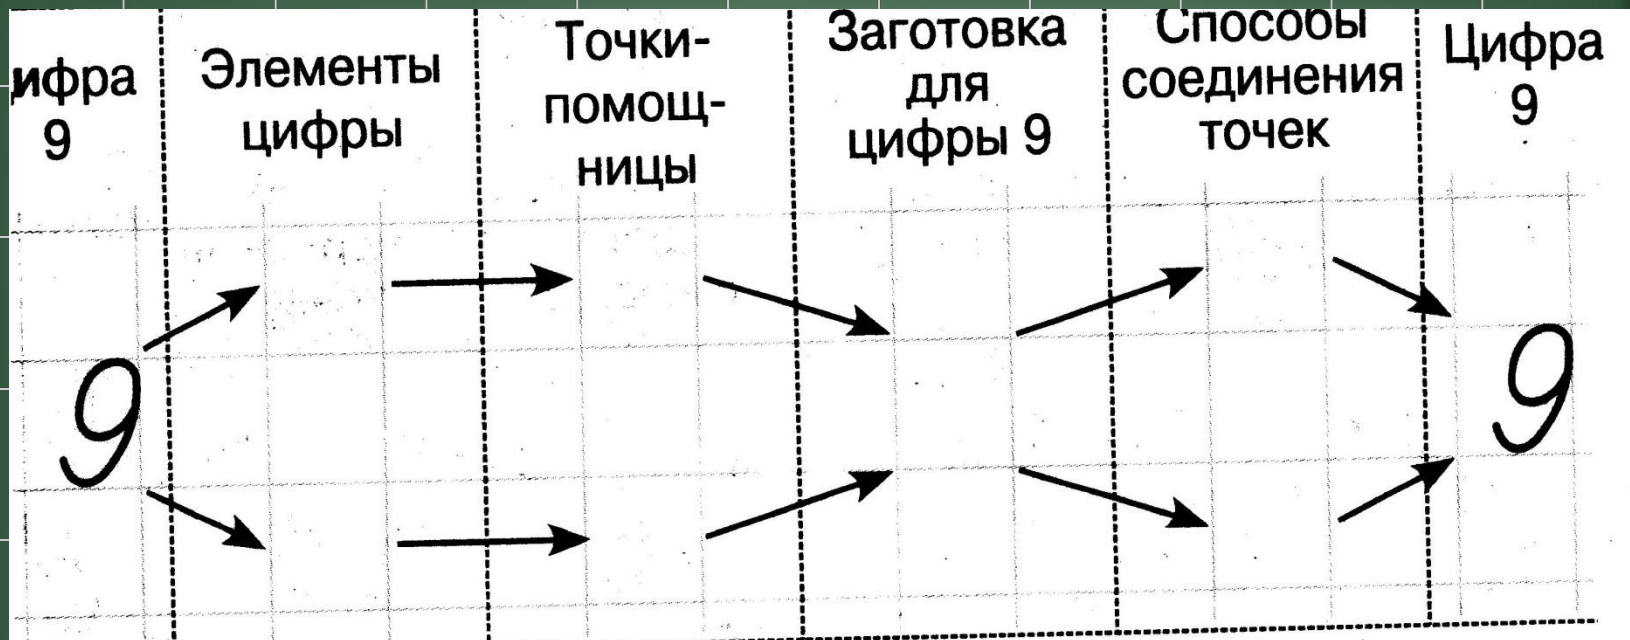 ифра
9
Элементы
цифры
Точки-
помощ-
ницы
Заготовка
для
цифры 9
Способы
соединения
точек
Цифра
9
9
9